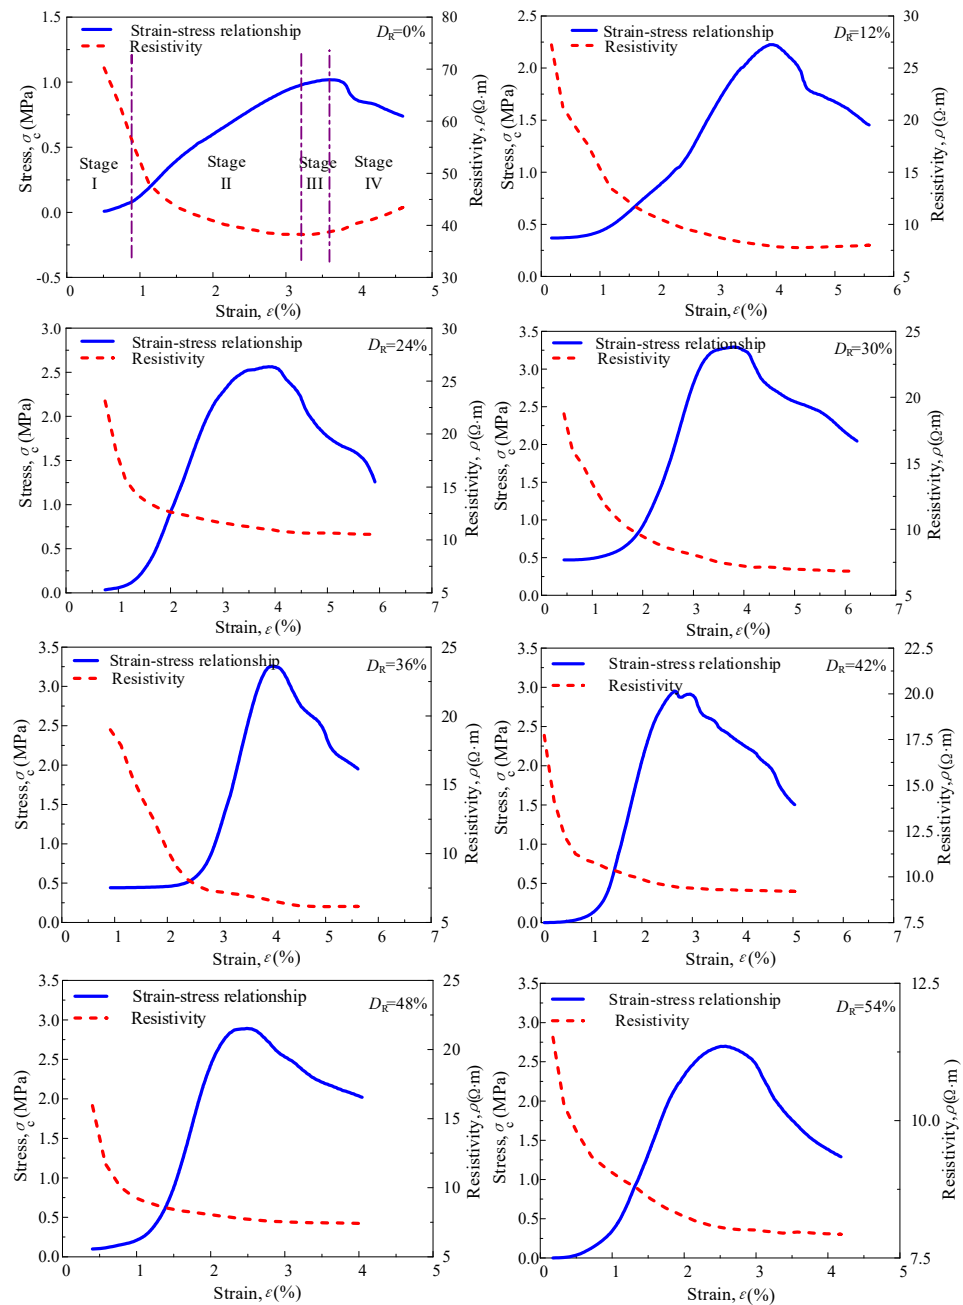 Strain-stress relationship
Resistivity
D_R=0%
Stage I
Stage II
Stage III
Stage IV
1.5
1.0
0.5
0.0
-0.5
80
70
60
50
40
30
0 1 2 3 4 5
Stress, σc (MPa)
Resistivity, ρ(Ω·m)
Strain, ε(%)
Strain-stress relationship
Resistivity
D_R=12%
2.5
2.0
1.5
1.0
0.5
0.0
30
25
20
15
10
5
0 1 2 3 4 5 6
Stress, σc (MPa)
Resistivity, ρ(Ω·m)
Strain, ε(%)
Strain-stress relationship
Resistivity
D_R=24%
3.0
2.5
2.0
1.5
1.0
0.5
0.0
30
25
20
15
10
5
0 1 2 3 4 5 6 7
Stress, σc (MPa)
Resistivity, ρ(Ω·m)
Strain, ε(%)
Strain-stress relationship
Resistivity
D_R=30%
3.5
3.0
2.5
2.0
1.5
1.0
0.5
0.0
25
20
15
10
5
0 1 2 3 4 5 6 7
Stress, σc (MPa)
Resistivity, ρ(Ω·m)
Strain, ε(%)
Strain-stress relationship
Resistivity
D_R=36%
3.5
3.0
2.5
2.0
1.5
1.0
0.5
0.0
25
20
15
10
5
0 1 2 3 4 5 6 7
Stress, σc (MPa)
Resistivity, ρ(Ω·m)
Strain, ε(%)
Strain-stress relationship
Resistivity
D_R=42%
3.5
3.0
2.5
2.0
1.5
1.0
0.5
0.0
22.5
20.0
17.5
15.0
12.5
10.0
7.5
0 1 2 3 4 5 6 7
Stress, σc (MPa)
Resistivity, ρ(Ω·m)
Strain, ε(%)
Strain-stress relationship
Resistivity
D_R=48%
3.5
3.0
2.5
2.0
1.5
1.0
0.5
0.0
25
20
15
10
5
0 1 2 3 4 5
Stress, σc (MPa)
Resistivity, ρ(Ω·m)
Strain, ε(%)
Strain-stress relationship
Resistivity
D_R=54%
3.5
3.0
2.5
2.0
1.5
1.0
0.5
0.0
12.5
10.0
7.5
0 1 2 3 4 5
Stress, σc (MPa)
Resistivity, ρ(Ω·m )
Strain, ε(%)